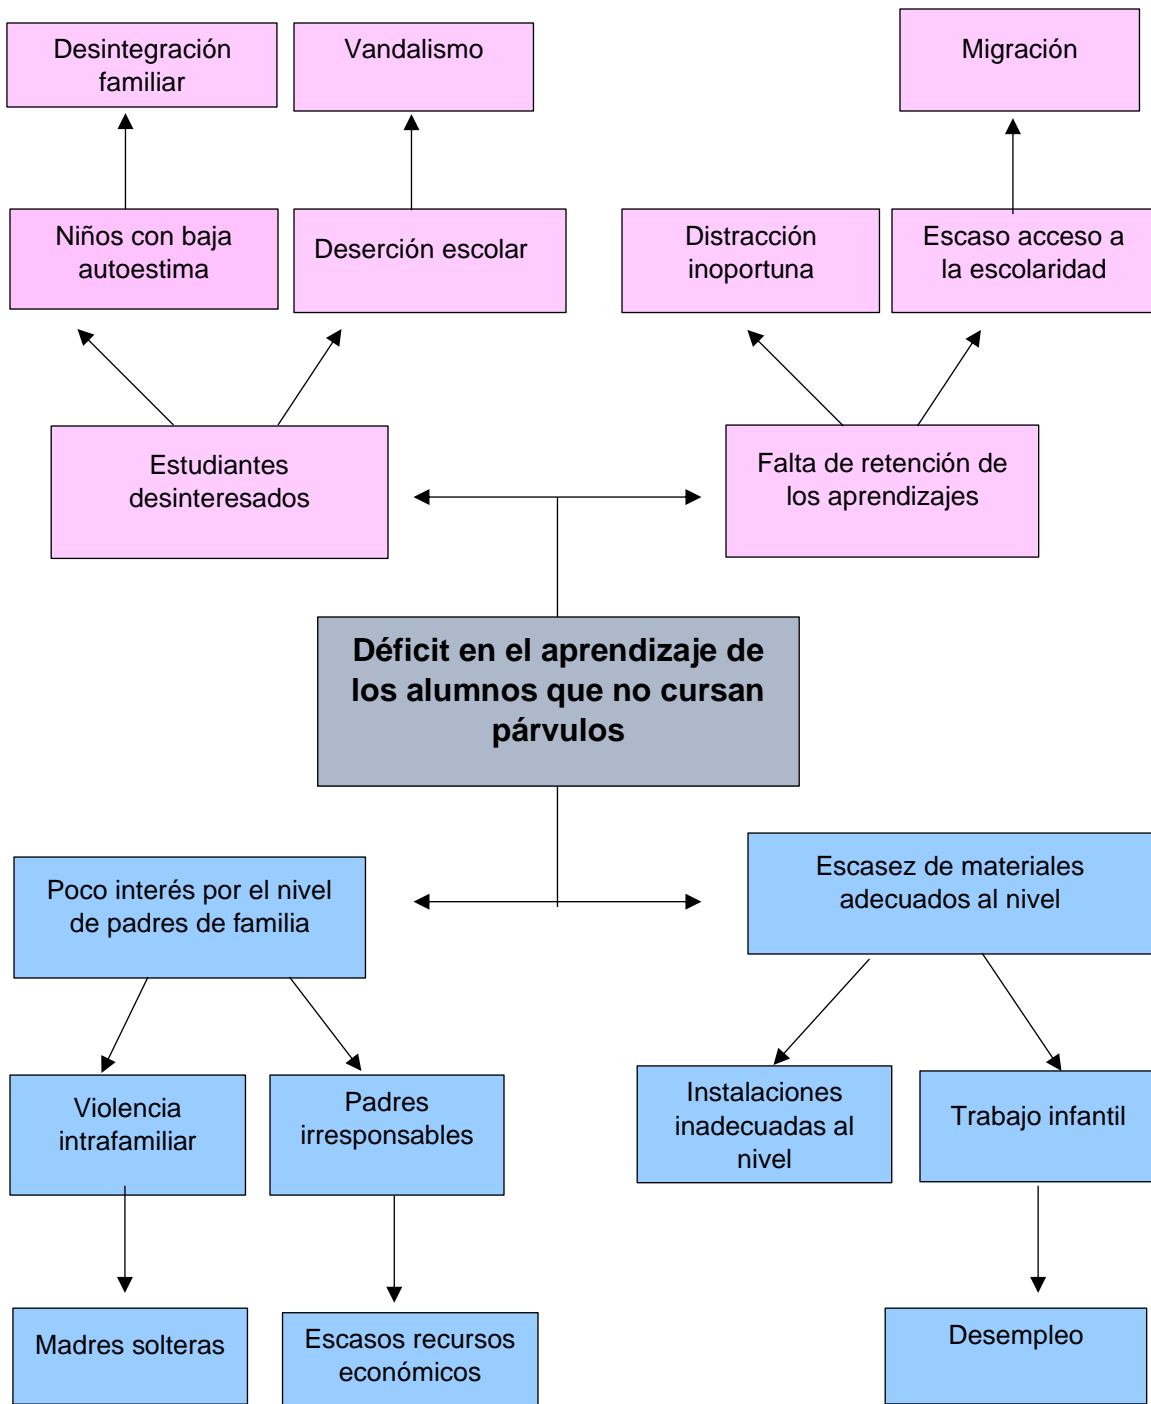 Desintegración
familiar
Vandalismo
Migración
Niños con baja
autoestima
Deserción escolar
Distracción
inoportuna
Escaso acceso a
la escolaridad
Estudiantes
desinteresados
Falta de retención de
los aprendizajes
Déficit en el aprendizaje de
los alumnos que no cursan
párvulos
Poco interés por el nivel
de padres de familia
Escasez de materiales
adecuados al nivel
Violencia
intrafamiliar
Padres
irresponsables
Instalaciones
inadecuadas al
nivel
Trabajo infantil
Madres solteras
Escasos recursos
económicos
Desempleo